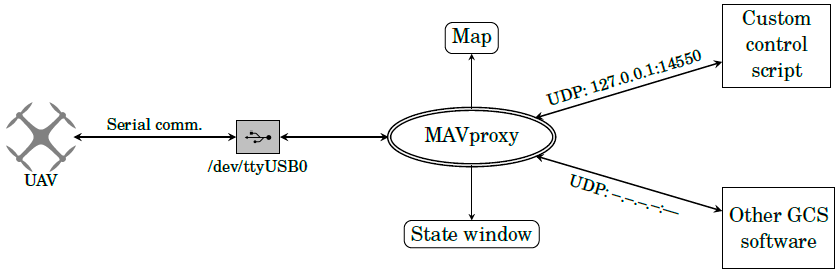 Map
Custom
control
script
UDP: 127.0.0.1:14550
Serial comm.
MAVproxy
UAV
/dev/ttyUSB0
UDP: –.–.–.–:—
State window
Other GCS
software